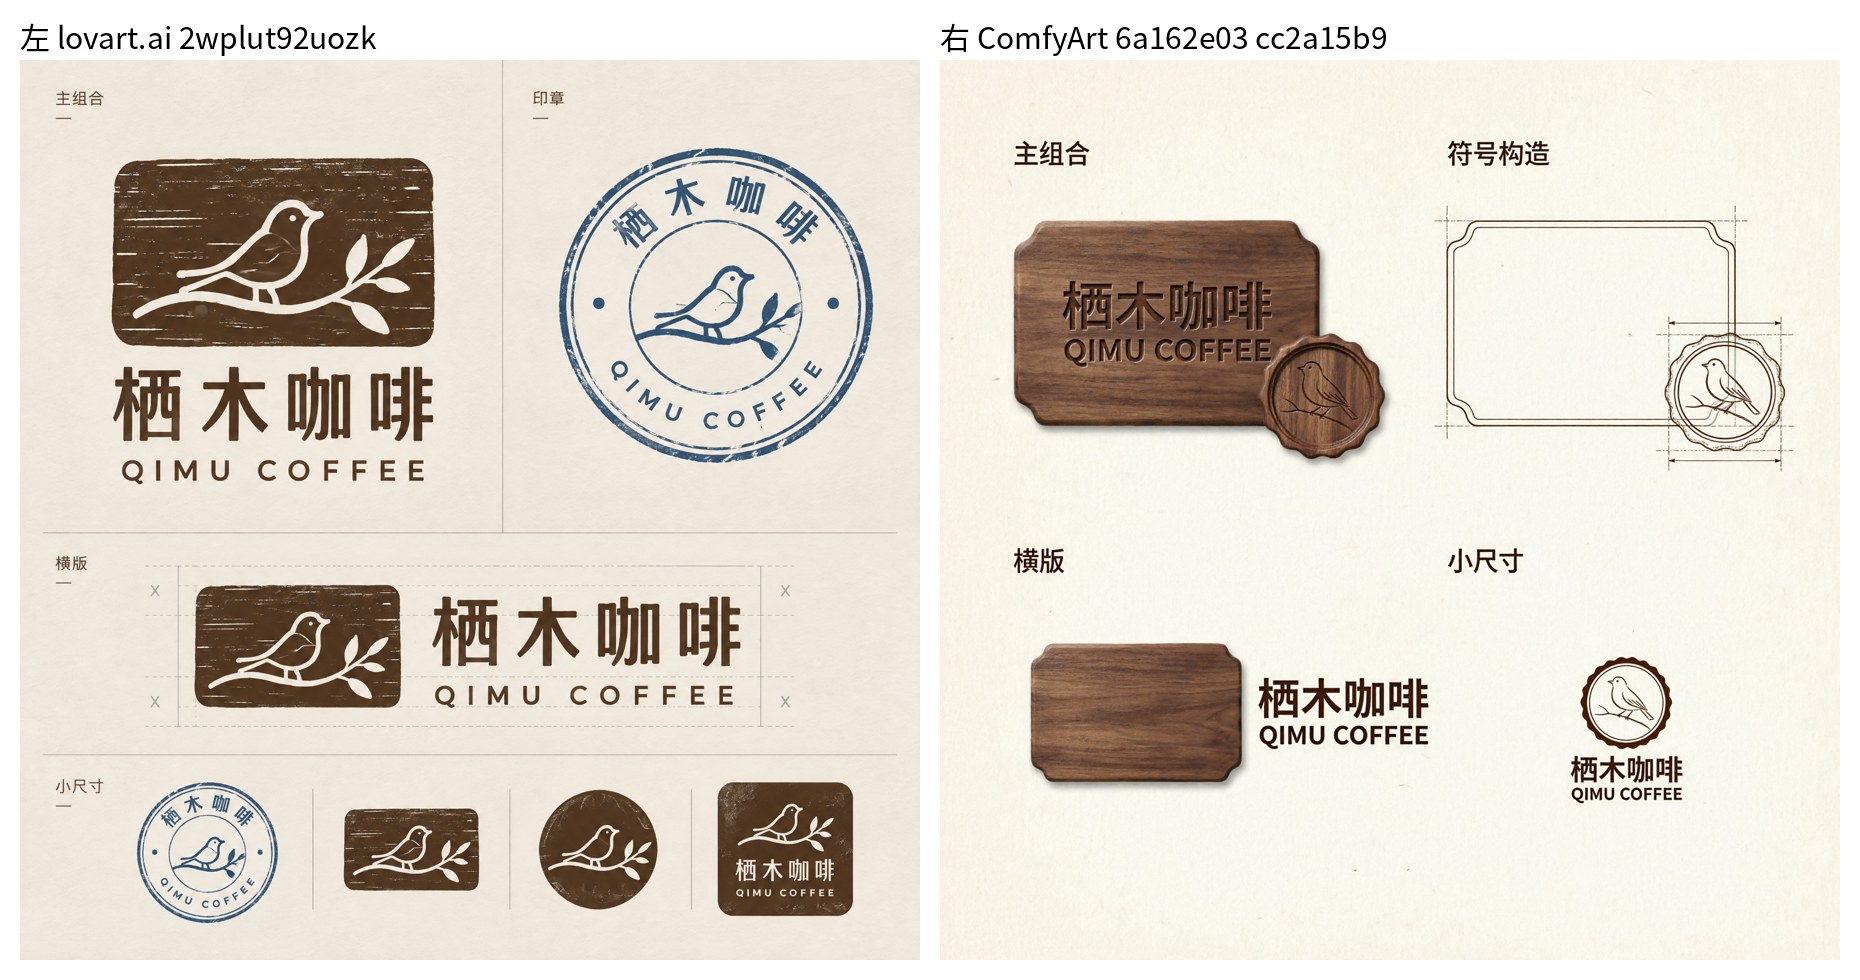 左 lovart.ai 2wplut92uozk
主组合
栖木咖啡
QIMU COFFEE
印章
栖木咖啡
QIMU COFFEE
横版
X
X
栖木咖啡
QIMU COFFEE
X
X
小尺寸
栖木咖啡
QIMU COFFEE
栖木咖啡
QIMU COFFEE
右 ComfyArt 6a162e03 cc2a15b9
主组合
栖木咖啡
QIMU COFFEE
符号构造
横版
栖木咖啡
QIMU COFFEE
小尺寸
栖木咖啡
QIMU COFFEE